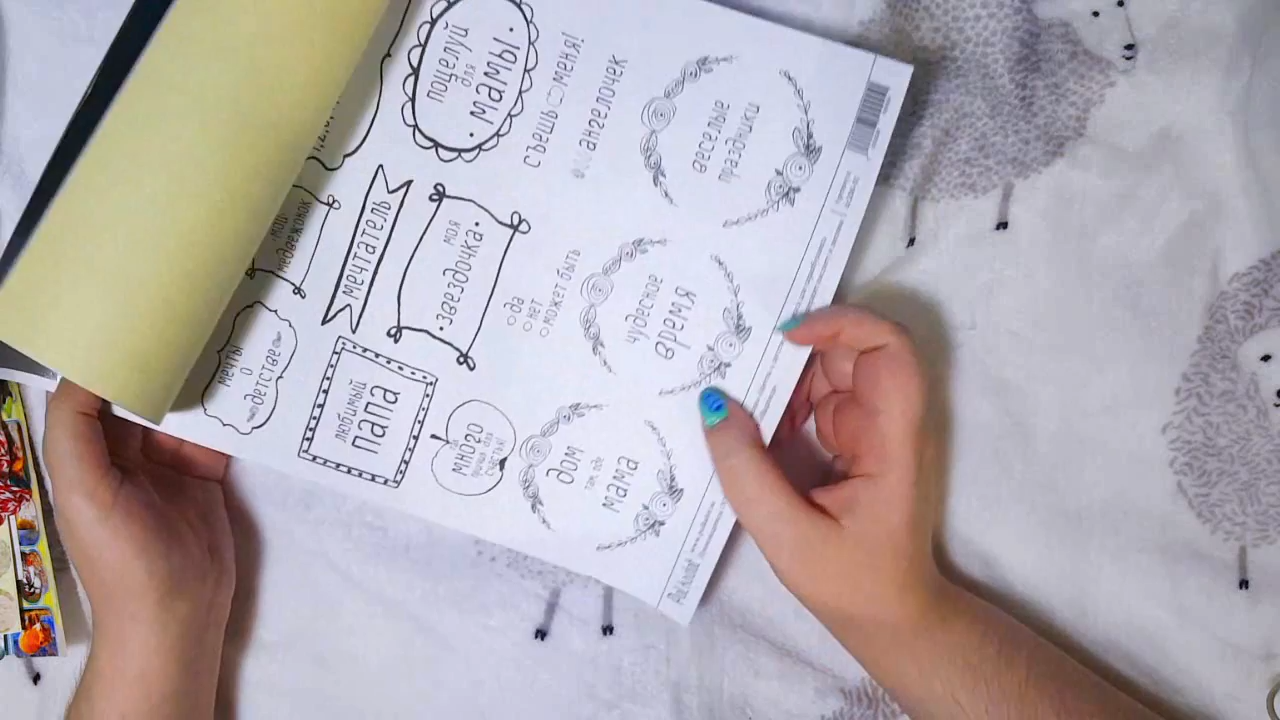 поцелуй
для
мамы
съешь меня!
ангелочек
веселые
праздники
мой
медвежонок
мечтатель
моя
звездочка
да
нет
может быть
чудесное
время
мечты
о
детстве
любимый
папа
много
счастья!
дом
там, где
мама